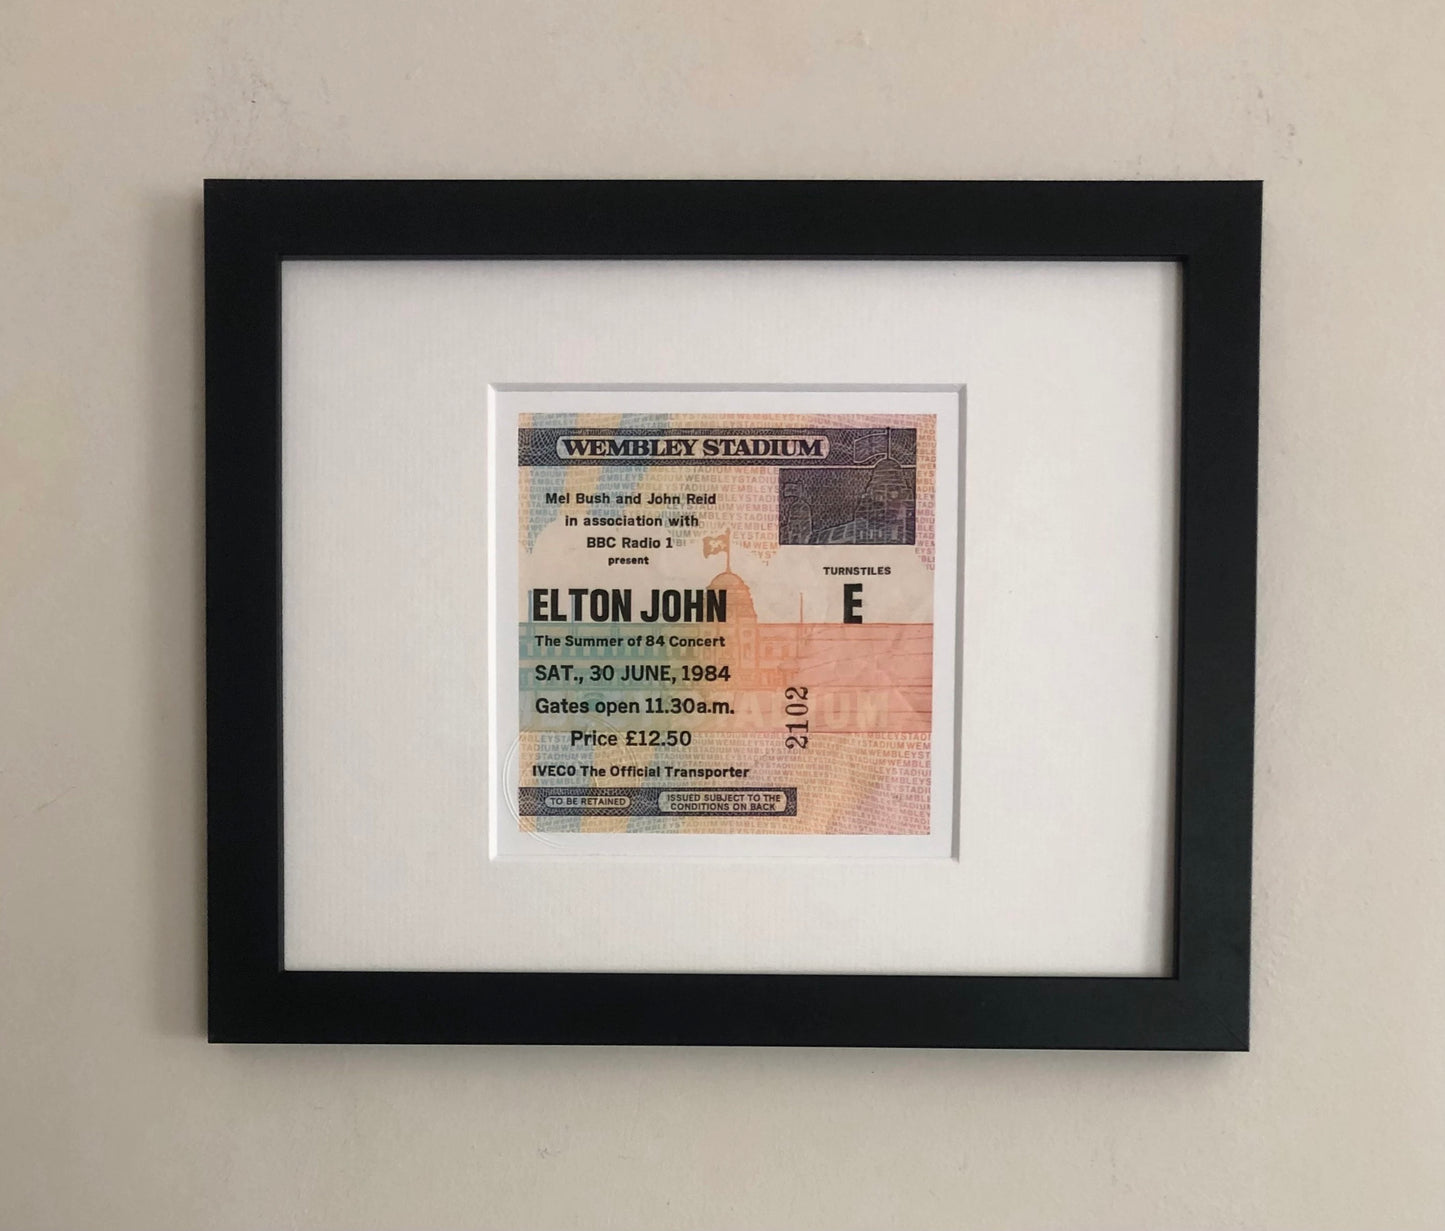 WEMBLEY STADIUM
Mel Bush and John Reid
in association with
BBC Radio 1
present
TURNSTILES
E
ELTON JOHN
The Summer of 84 Concert
SAT., 30 JUNE, 1984
Gates open 11.30a.m.
Price £12.50
2102
IVECO The Official Transporter
TO BE RETAINED
ISSUED SUBJECT TO THE
CONDITIONS ON BACK